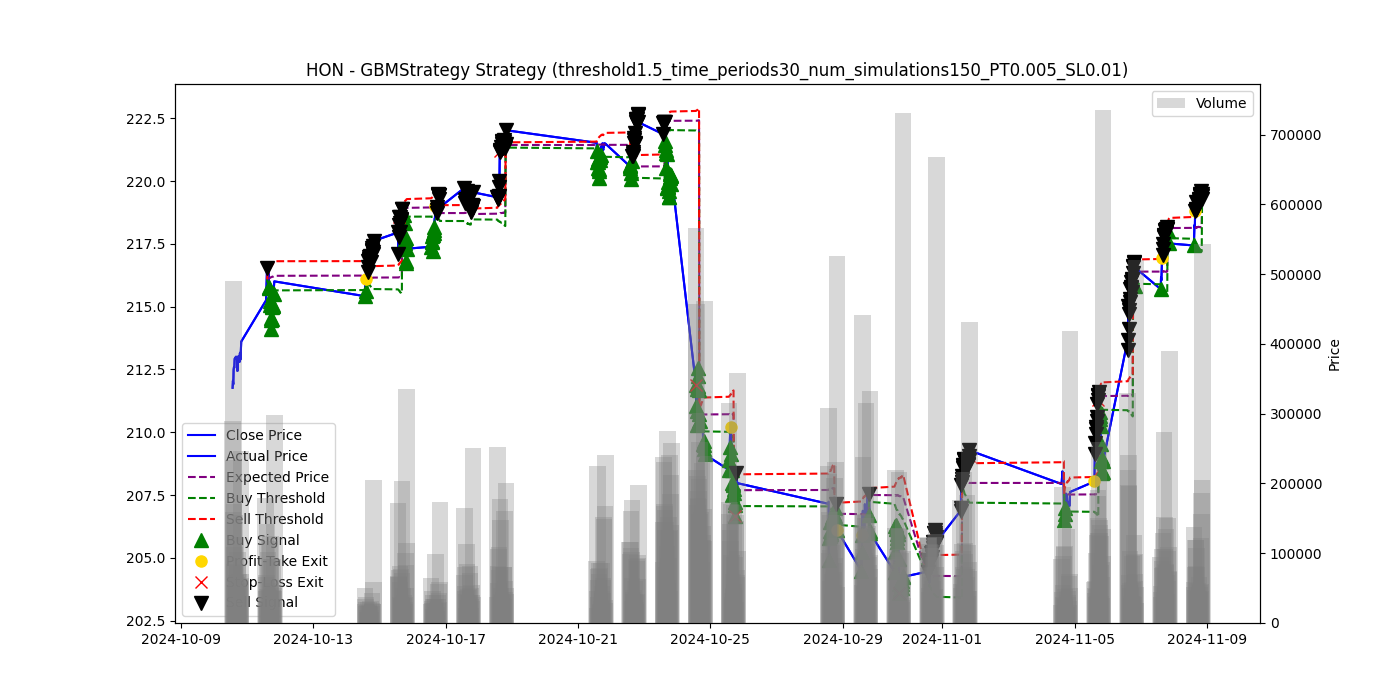 HON - GBMStrategy Strategy (threshold1.5_time_periods30_num_simulations150_PT0.005_SL0.01)
222.5
220.0
217.5
215.0
212.5
210.0
207.5
205.0
202.5
Close Price
Actual Price
Expected Price
Buy Threshold
Sell Threshold
Buy Signal
Profit-Take Exit
Stop-Loss Exit
Sell Signal
Volume
700000
600000
500000
400000
300000
200000
100000
0
Price
2024-10-09
2024-10-13
2024-10-17
2024-10-21
2024-10-25
2024-10-29
2024-11-01
2024-11-05
2024-11-09